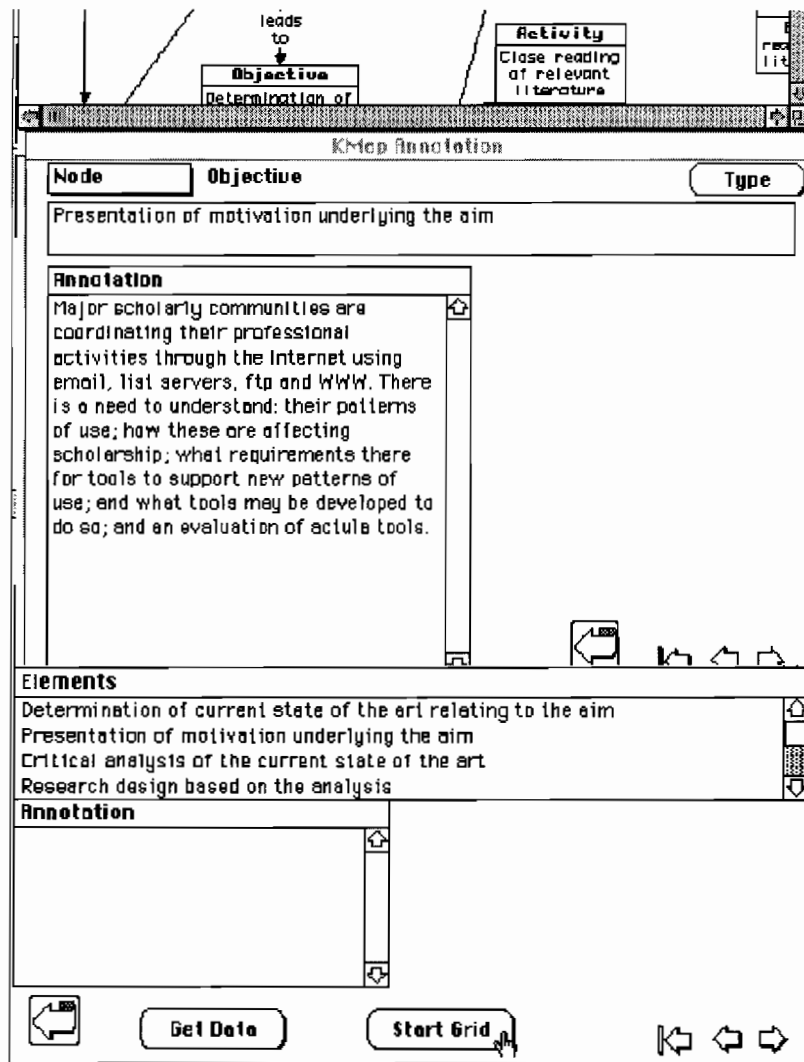 leads
to
Objective
Determination of
Activity
Close reading
of relevant
literature
KMap Annotation
Node Objective Type
Presentation of motivation underlying the aim
Annotation
Major scholarly communities are
coordinating their professional
activities through the Internet using
email, list servers, ftp and WWW. There
is a need to understand: their patterns
of use; how these are affecting
scholarship; what requirements there
for tools to support new patterns of
use; and what tools may be developed to
do so; and an evaluation of actule tools.
Elements
Determination of current state of the art relating to the aim
Presentation of motivation underlying the aim
Critical analysis of the current state of the art
Research design based on the analysis
Annotation
Get Data Start Grid